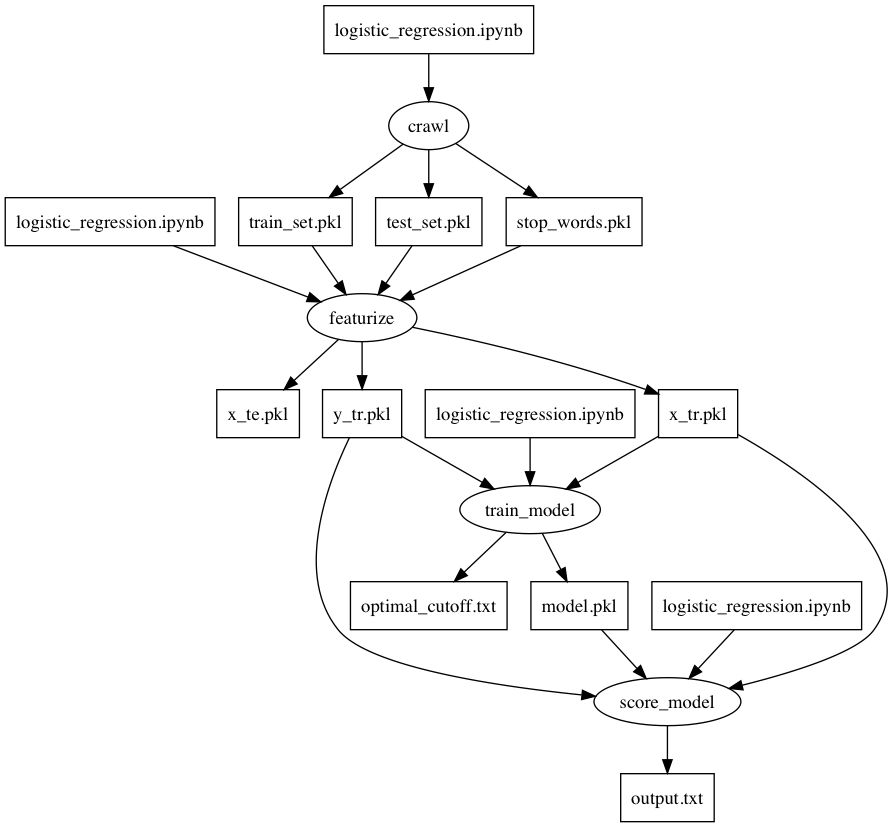 logistic_regression.ipynb
crawl
logistic_regression.ipynb
train_set.pkl
test_set.pkl
stop_words.pkl
featurize
x_te.pkl
y_tr.pkl
logistic_regression.ipynb
x_tr.pkl
train_model
optimal_cutoff.txt
model.pkl
logistic_regression.ipynb
score_model
output.txt